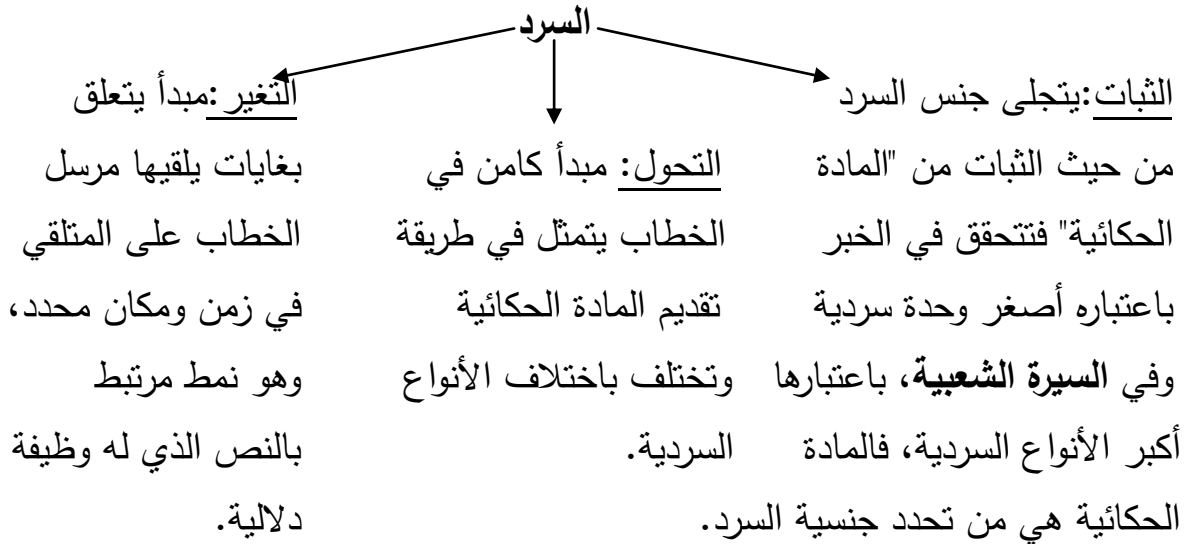 السرد
الثبات:يتجلى جنس السرد
من حيث الثبات من "المادة
الحكائية" فتتحقق في الخبر
باعتباره أصغر وحدة سردية
وفي السيرة الشعبية، باعتبارها
أكبر الأنواع السردية، فالمادة
الحكائية هي من تحدد جنسية السرد.
التحول: مبدأ كامن في
الخطاب يتمثل في طريقة
تقديم المادة الحكائية
وتختلف باختلاف الأنواع
السردية.
التغير:مبدأ يتعلق
بغايات يلقيها مرسل
الخطاب على المتلقي
في زمن ومكان محدد،
وهو نمط مرتبط
بالنص الذي له وظيفة
دلالية.